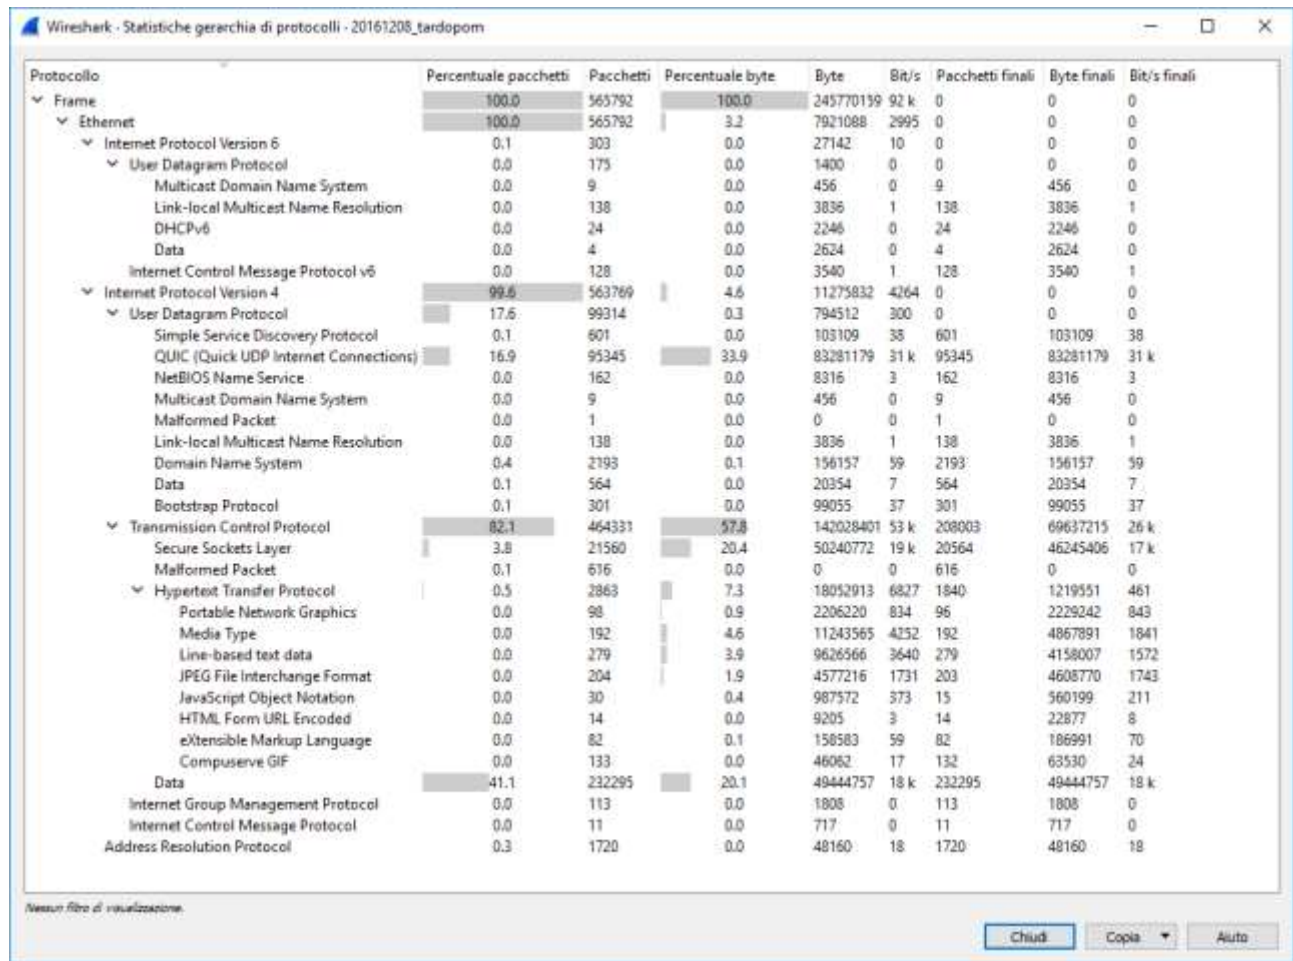 Wireshark · Statistiche gerarchia di protocolli · 20161208_tardopom
Protocollo Percentuale pacchetti Pacchetti Percentuale byte Byte Bit/s Pacchetti finali Byte finali Bit/s finali
Frame 100.0 565792 100.0 245770159 92 k 0 0 0
Ethernet 100.0 565792 3.2 7921088 2995 0 0 0
Internet Protocol Version 6 0.1 303 0.0 27142 10 0 0 0
User Datagram Protocol 0.0 175 0.0 1400 0 0 0 0
Multicast Domain Name System 0.0 9 0.0 456 0 9 456 0
Link-local Multicast Name Resolution 0.0 138 0.0 3836 1 138 3836 1
DHCPv6 0.0 24 0.0 2246 0 24 2246 0
Data 0.0 4 0.0 2624 0 4 2624 0
Internet Control Message Protocol v6 0.0 128 0.0 3540 1 128 3540 1
Internet Protocol Version 4 99.6 563769 4.6 11275832 4264 0 0 0
User Datagram Protocol 17.6 99314 0.3 794512 300 0 0 0
Simple Service Discovery Protocol 0.1 601 0.0 103109 38 601 103109 38
QUIC (Quick UDP Internet Connections) 16.9 95345 33.9 83281179 31 k 95345 83281179 31 k
NetBIOS Name Service 0.0 162 0.0 8316 3 162 8316 3
Multicast Domain Name System 0.0 9 0.0 456 0 9 456 0
Malformed Packet 0.0 1 0.0 0 0 1 0 0
Link-local Multicast Name Resolution 0.0 138 0.0 3836 1 138 3836 1
Domain Name System 0.4 2193 0.1 156157 59 2193 156157 59
Data 0.1 564 0.0 20354 7 564 20354 7
Bootstrap Protocol 0.1 301 0.0 99055 37 301 99055 37
Transmission Control Protocol 82.1 464331 57.8 142028401 53 k 208003 69637215 26 k
Secure Sockets Layer 3.8 21560 20.4 50240772 19 k 20564 46245406 17 k
Malformed Packet 0.1 616 0.0 0 0 616 0 0
Hypertext Transfer Protocol 0.5 2863 7.3 18052913 6827 1840 1219551 461
Portable Network Graphics 0.0 98 0.9 2206220 834 96 2229242 843
Media Type 0.0 192 4.6 11243565 4252 192 4867891 1841
Line-based text data 0.0 279 3.9 9626566 3640 279 4158007 1572
JPEG File Interchange Format 0.0 204 1.9 4577216 1731 203 4608770 1743
JavaScript Object Notation 0.0 30 0.4 987572 373 15 560199 211
HTML Form URL Encoded 0.0 14 0.0 9205 3 14 22877 8
eXtensible Markup Language 0.0 82 0.1 158583 59 82 186991 70
Compuserve GIF 0.0 133 0.0 46062 17 132 63530 24
Data 41.1 232295 20.1 49444757 18 k 232295 49444757 18 k
Internet Group Management Protocol 0.0 113 0.0 1808 0 113 1808 0
Internet Control Message Protocol 0.0 11 0.0 717 0 11 717 0
Address Resolution Protocol 0.3 1720 0.0 48160 18 1720 48160 18
Nessun filtro di visualizzazione.
Chiudi Copia Aiuto